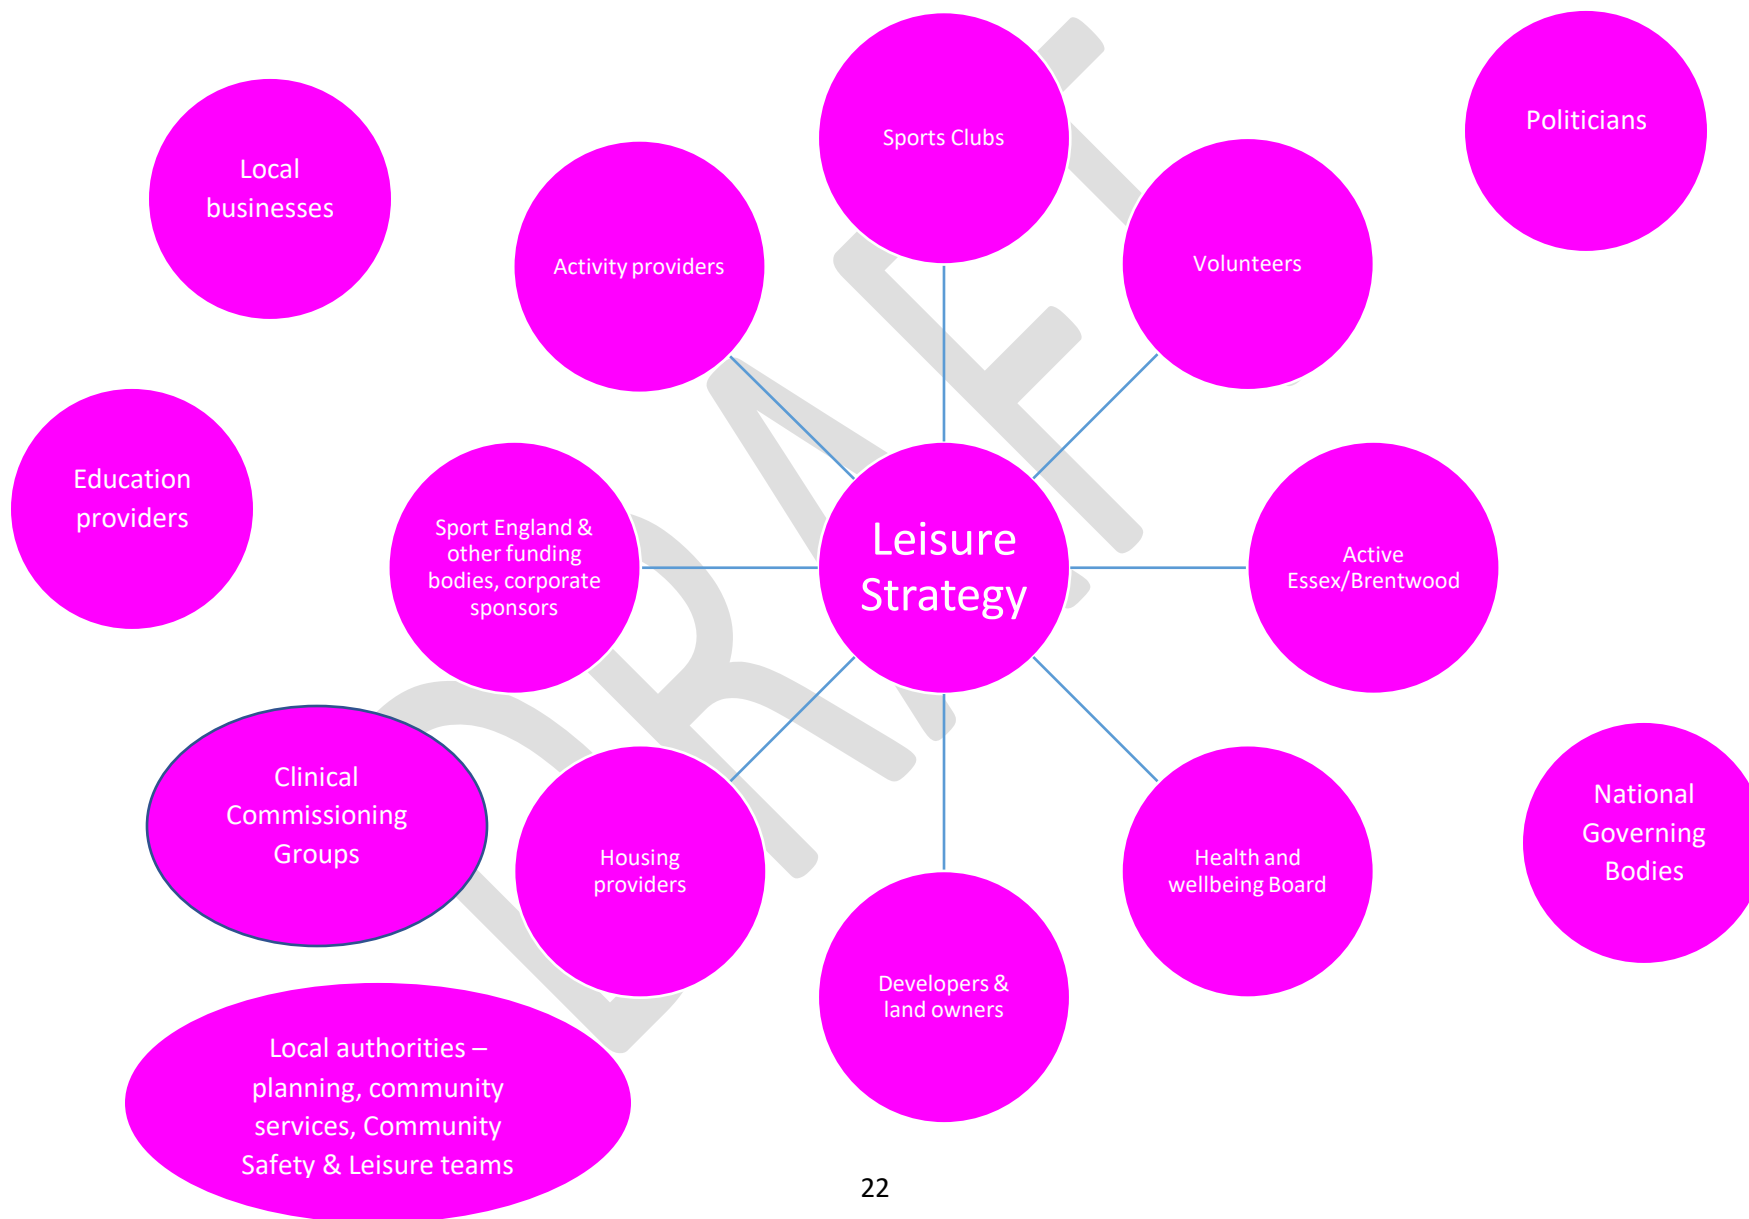 Sports Clubs
Politicians
Local
businesses
Activity providers
Volunteers
Education
providers
Sport England &
other funding
bodies, corporate
sponsors
Leisure
Strategy
Active
Essex/Brentwood
Clinical
Commissioning
Groups
Housing
providers
Health and
wellbeing Board
National
Governing
Bodies
Developers &
land owners
Local authorities –
planning, community
services, Community
Safety & Leisure teams
22
DRAFT